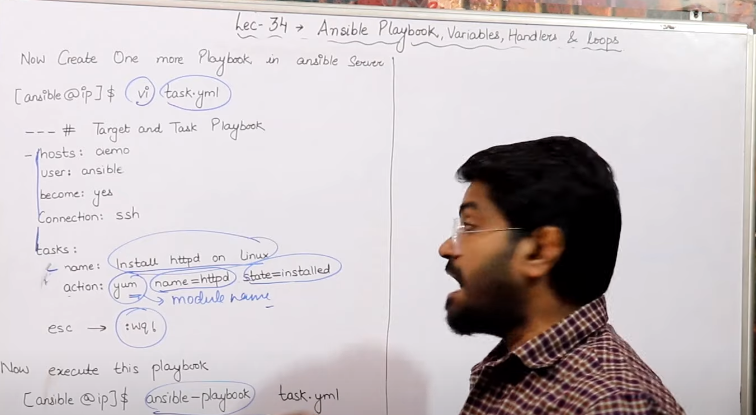 Lec-34 → Ansible Playbook, Variables, Handlers & Loops
Now Create One more Playbook in ansible Server
[ansible@ip]$ vi task.yml
--- # Target and Task Playbook
- hosts: demo
user: ansible
become: yes
Connection: ssh
tasks:
- name: Install httpd on Linux
action: yum name=httpd state=installed
→ module name
esc → :wq!
Now execute this playbook
[ansible@ip]$ ansible-playbook task.yml